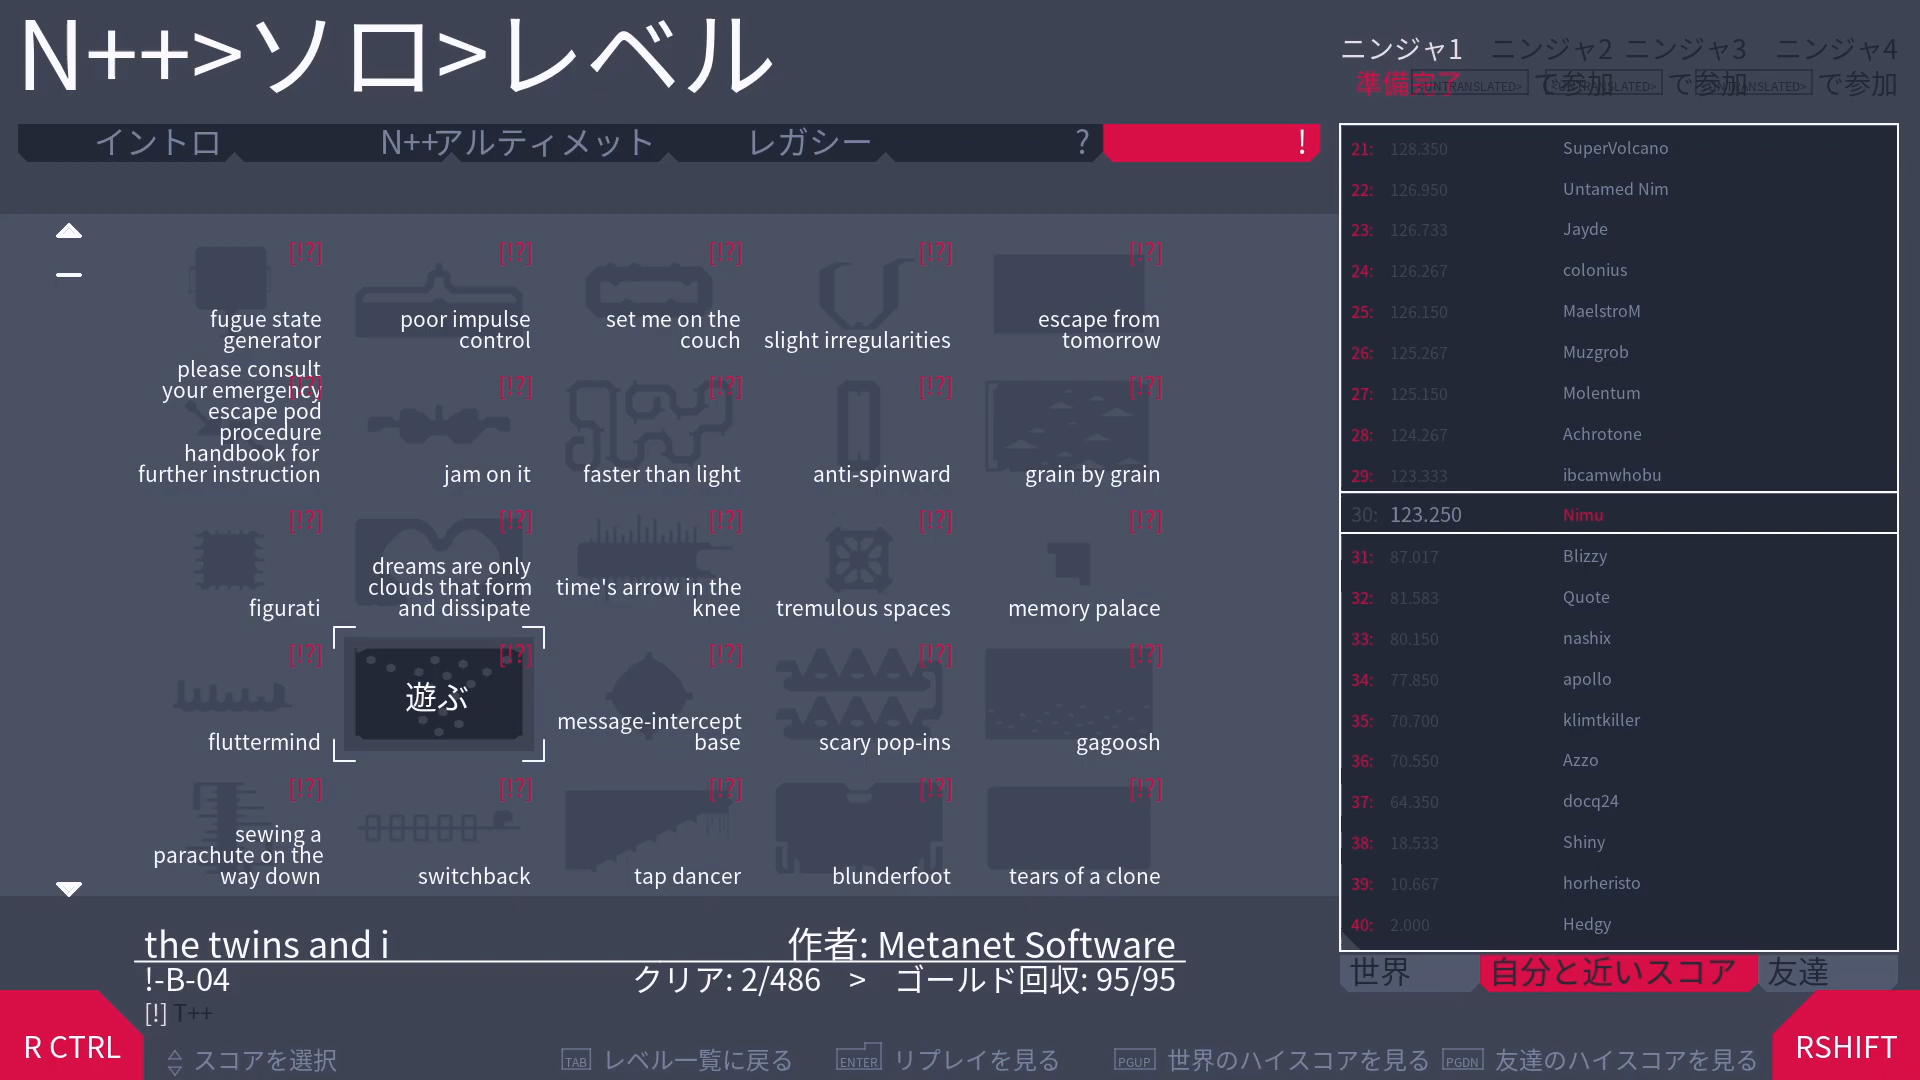 N++>ソロ>レベル
ニンジャ1 ニンジャ2 ニンジャ3 ニンジャ4
準備完了 <UNTRANSLATED> で参加 <UNTRANSLATED> で参加 <UNTRANSLATED> で参加
イントロ N++アルティメット レガシー ? !
[!?] [!?] [!?] [!?] [!?]
fugue state
generator
poor impulse
control
set me on the
couch
slight irregularities
escape from
tomorrow
[!?] [!?] [!?] [!?] [!?]
please consult
your emergency
escape pod
procedure
handbook for
further instruction
jam on it
faster than light
anti-spinward
grain by grain
[!?] [!?] [!?] [!?] [!?]
figurati
dreams are only
clouds that form
and dissipate
time's arrow in the
knee
tremulous spaces
memory palace
[!?] [!?] [!?] [!?] [!?]
fluttermind
遊ぶ
message-intercept
base
scary pop-ins
gagoosh
[!?] [!?] [!?] [!?] [!?]
sewing a
parachute on the
way down
switchback
tap dancer
blunderfoot
tears of a clone
21: 128.350 SuperVolcano
22: 126.950 Untamed Nim
23: 126.733 Jayde
24: 126.267 colonius
25: 126.150 MaelstroM
26: 125.267 Muzgrob
27: 125.150 Molentum
28: 124.267 Achrotone
29: 123.333 ibcamwhobu
30: 123.250 Nimu
31: 87.017 Blizzy
32: 81.583 Quote
33: 80.150 nashix
34: 77.850 apollo
35: 70.700 klimtkiller
36: 70.550 Azzo
37: 64.350 docq24
38: 18.533 Shiny
39: 10.667 horheristo
40: 2.000 Hedgy
世界 自分と近いスコア 友達
the twins and i 作者: Metanet Software
!-B-04 クリア: 2/486 > ゴールド回収: 95/95
[!] T++
R CTRL スコアを選択 TAB レベル一覧に戻る ENTER リプレイを見る PGUP 世界のハイスコアを見る PGDN 友達のハイスコアを見る RSHIFT